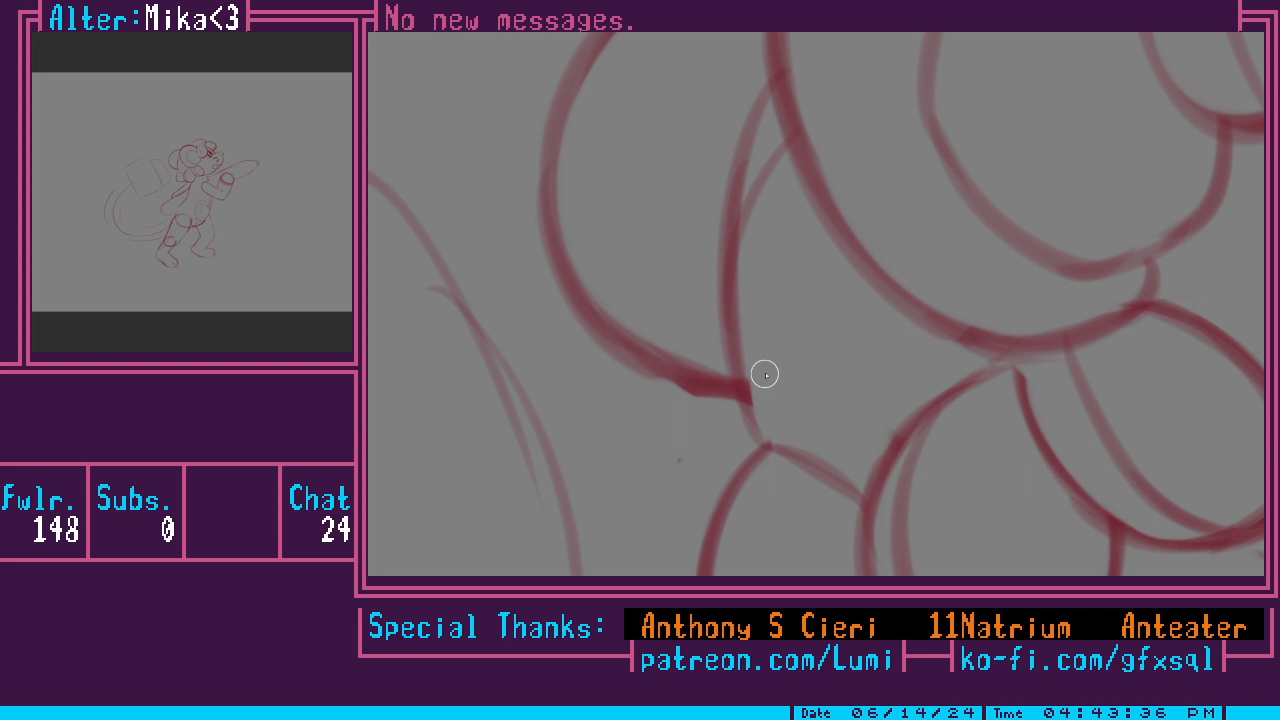 Alter:Mika<3
No new messages.
Fwlr. Subs. Chat
148 0 24
Special Thanks: Anthony S Cieri 11Natrium Anteater
patreon.com/Lumi ko-fi.com/gfxsql
Date 06/14/24 Time 04:43:36 PM